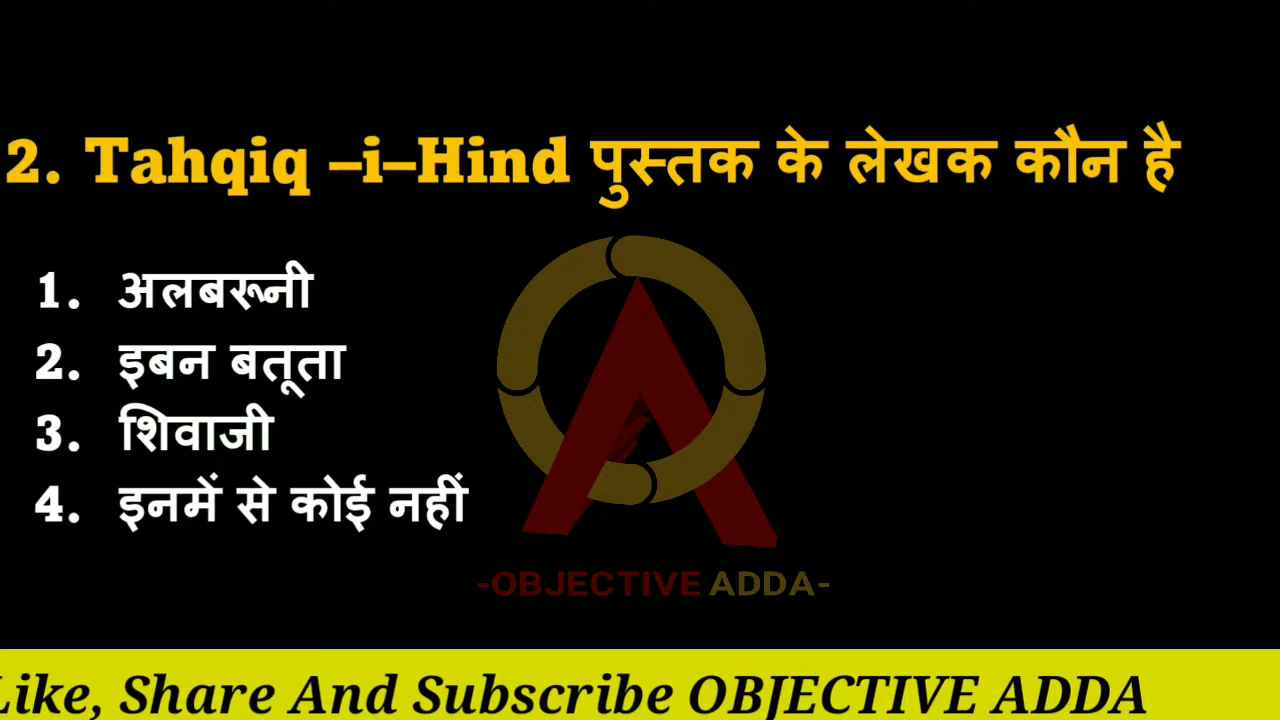 2. Tahqiq –i–Hind पुस्तक के लेखक कौन है
1. अलबरूनी
2. इबन बतूता
3. शिवाजी
4. इनमें से कोई नहीं
-OBJECTIVE ADDA-
Like, Share And Subscribe OBJECTIVE ADDA